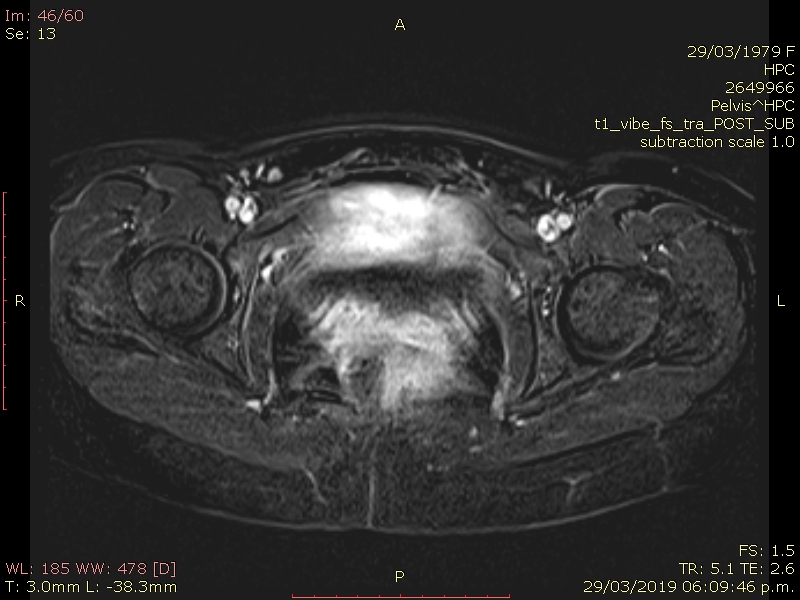 Im: 46/60
Se: 13
A
29/03/1979 F
HPC
2649966
Pelvis^HPC
t1_vibe_fs_tra_POST_SUB
subtraction scale 1.0
R
L
WL: 185 WW: 478 [D]
T: 3.0mm L: -38.3mm
P
FS: 1.5
TR: 5.1 TE: 2.6
29/03/2019 06:09:46 p.m.